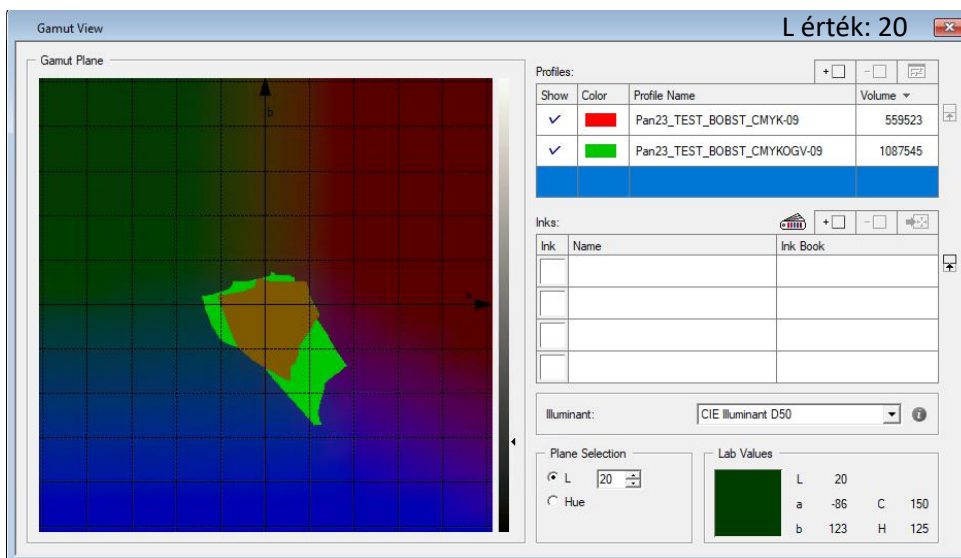 Gamut View
L érték: 20
Gamut Plane
b
a
Profiles:
Show Color Profile Name Volume
Pan23_TEST_BOBST_CMYK-09 559523
Pan23_TEST_BOBST_CMYKOGV-09 1087545
Inks:
Ink Name Ink Book
Illuminant: CIE Illuminant D50
Plane Selection
L 20
Hue
Lab Values
L 20
a -86 C 150
b 123 H 125